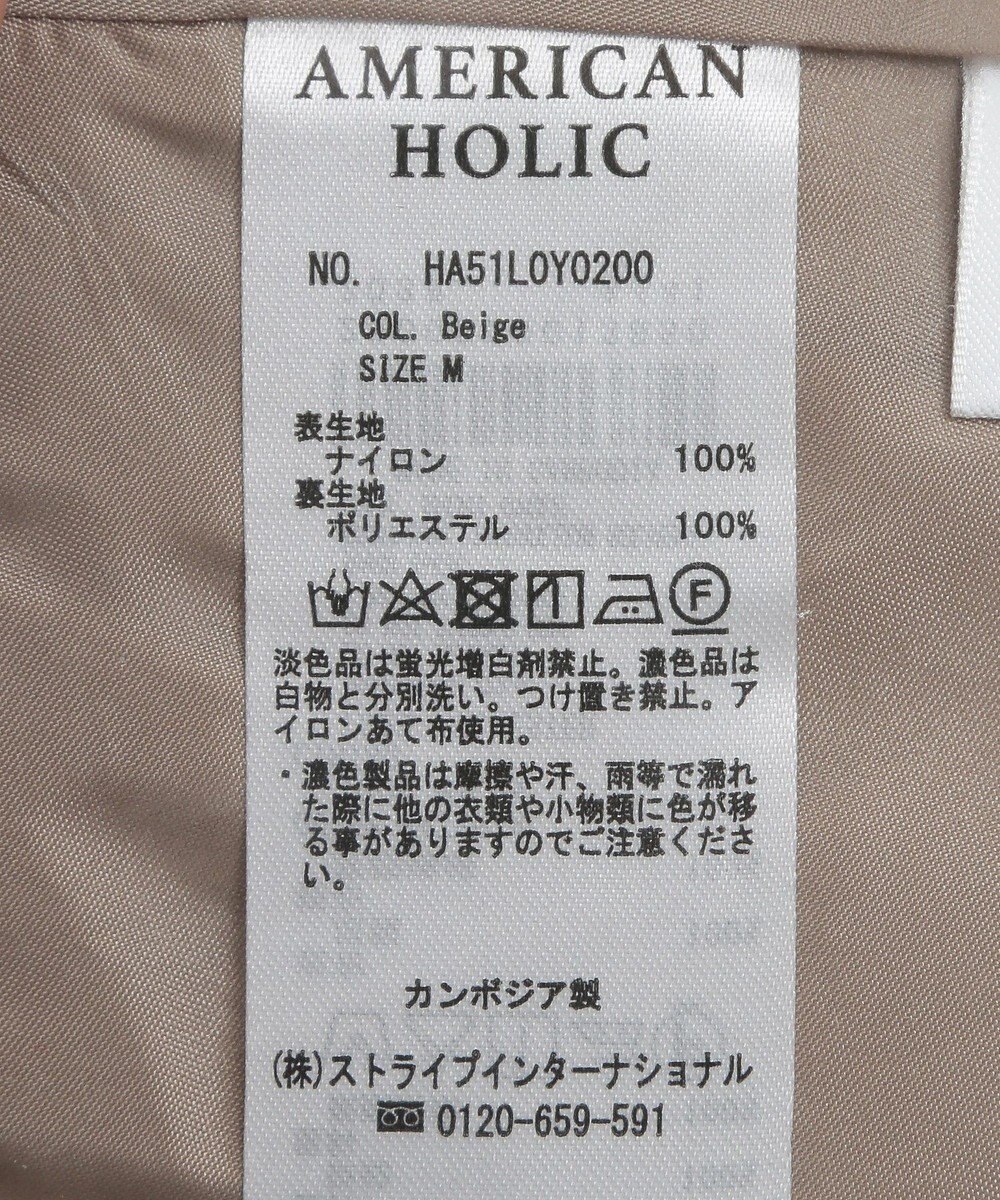 AMERICAN
HOLIC
NO. HA51L0Y0200
COL. Beige
SIZE M
表生地
ナイロン 100%
裏生地
ポリエステル 100%
F
淡色品は蛍光増白剤禁止。濃色品は
白物と分別洗い。つけ置き禁止。ア
イロンあて布使用。
・濃色製品は摩擦や汗、雨等で濡れ
た際に他の衣類や小物類に色が移
る事がありますのでご注意くださ
い。
カンボジア製
(株)ストライプインターナショナル
0120-659-591